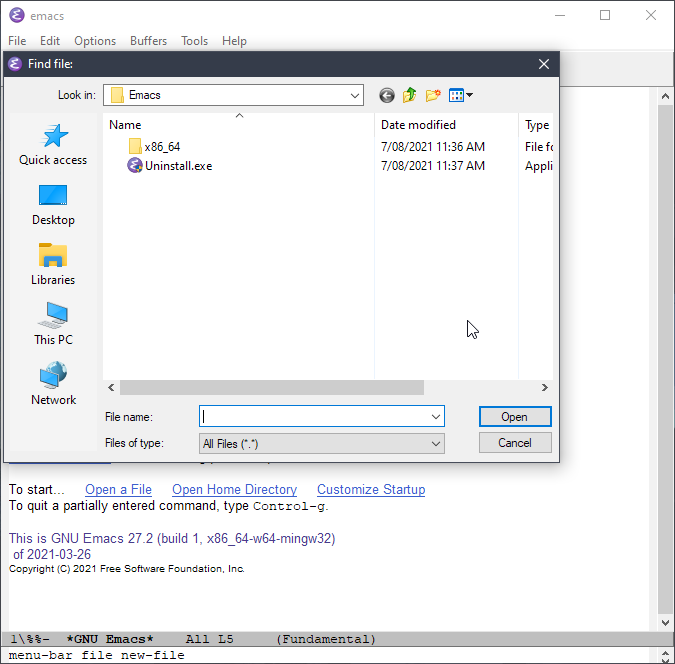 emacs
File Edit Options Buffers Tools Help
Find file:
Look in: Emacs
Name Date modified Type
x86_64 7/08/2021 11:36 AM File fo
Uninstall.exe 7/08/2021 11:37 AM Appli
Quick access
Desktop
Libraries
This PC
Network
File name: Open
Files of type: All Files (*.*) Cancel
To start... Open a File Open Home Directory Customize Startup
To quit a partially entered command, type Control-g.
This is GNU Emacs 27.2 (build 1, x86_64-w64-mingw32)
of 2021-03-26
Copyright (C) 2021 Free Software Foundation, Inc.
1\%%- *GNU Emacs* All L5 (Fundamental)
menu-bar file new-file